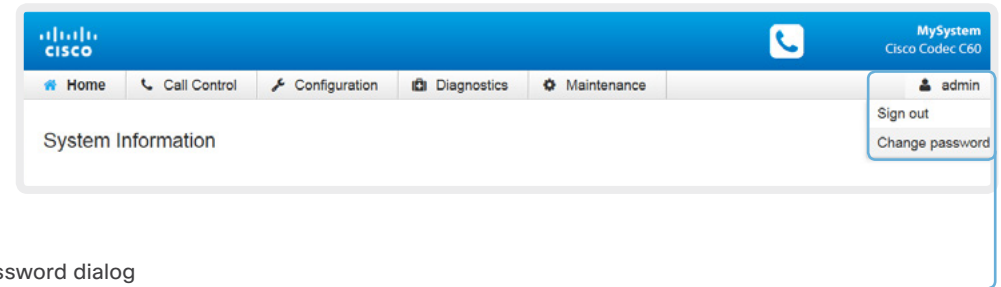 CISCO
MySystem
Cisco Codec C60
Home Call Control Configuration Diagnostics Maintenance admin
Sign out
System Information
Change password
dialog